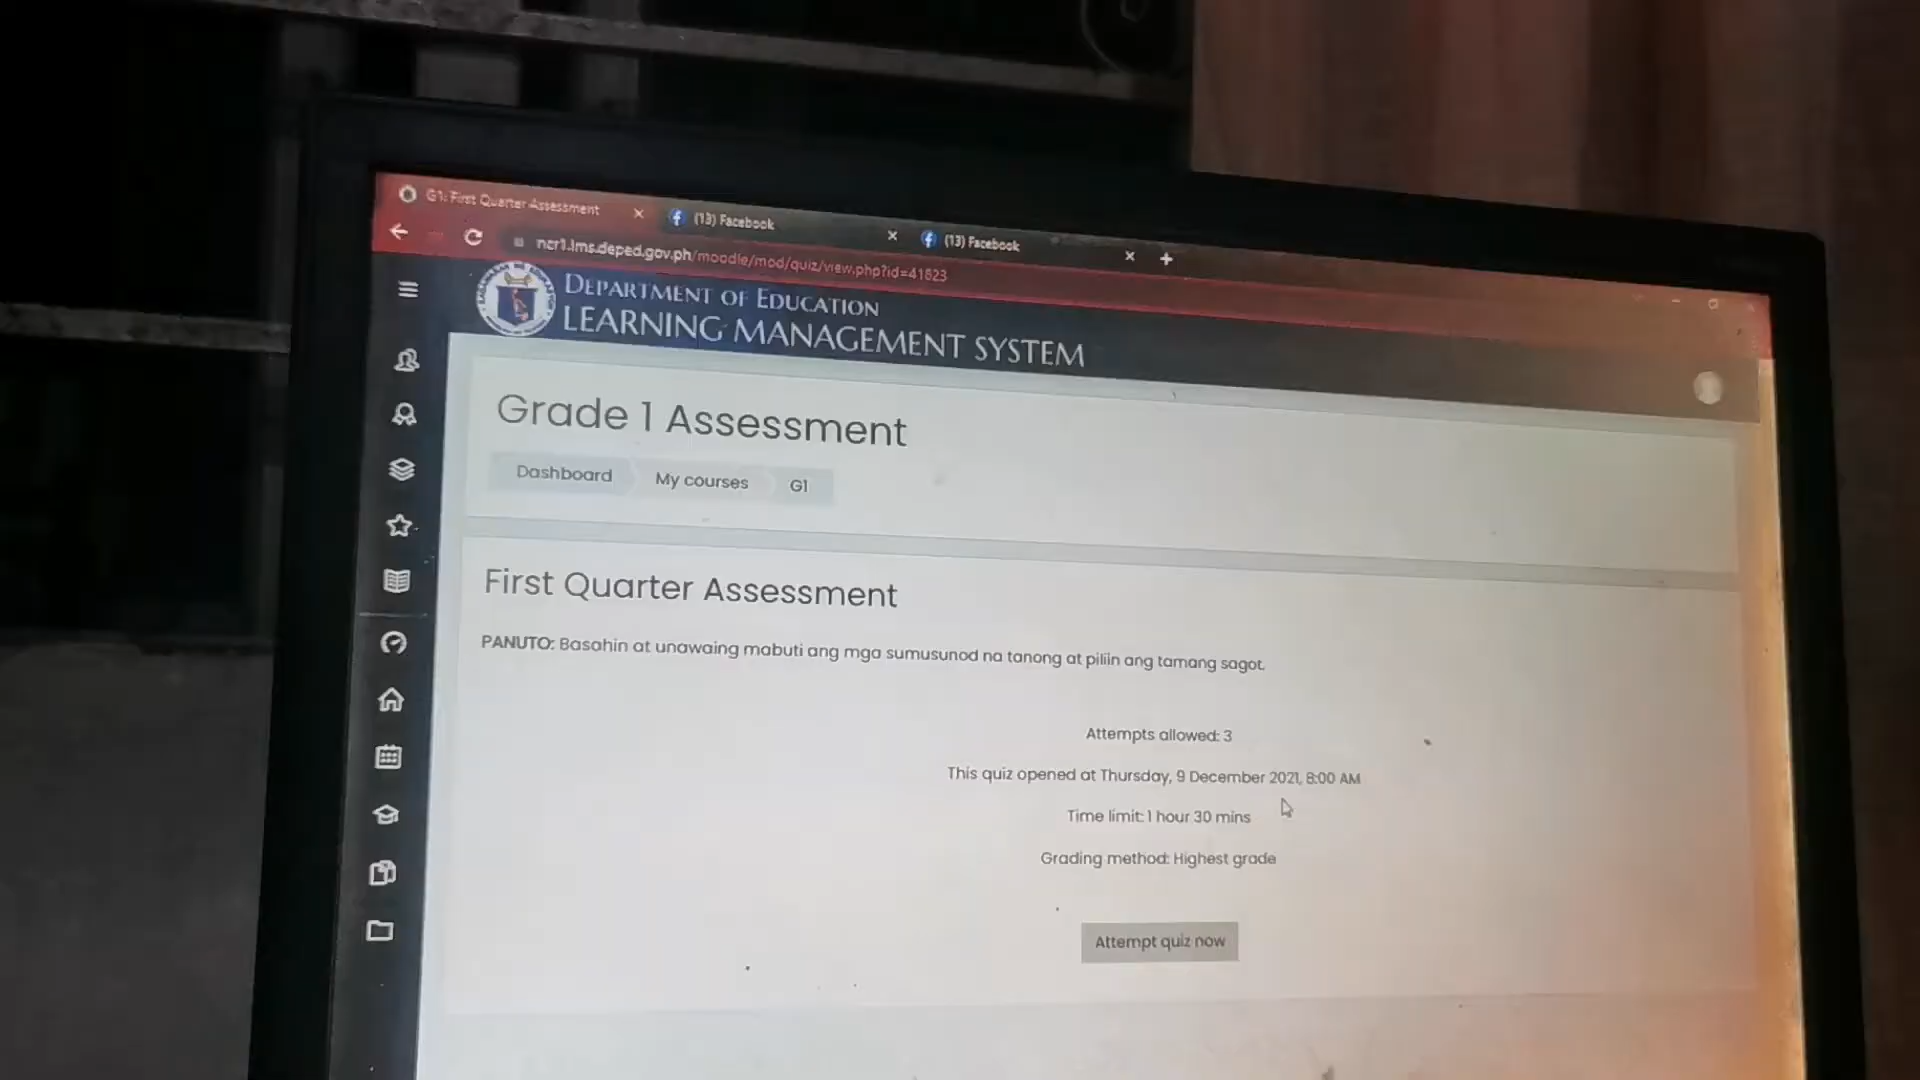 G1: First Quarter Assessment
(13) Facebook
(13) Facebook
ncr1.lms.deped.gov.ph/moodle/mod/quiz/view.php?id=41823
DEPARTMENT OF EDUCATION
LEARNING MANAGEMENT SYSTEM
Grade 1 Assessment
Dashboard My courses G1
First Quarter Assessment
PANUTO: Basahin at unawaing mabuti ang mga sumusunod na tanong at piliin ang tamang sagot.
Attempts allowed: 3
This quiz opened at Thursday, 9 December 2021, 8:00 AM
Time limit: 1 hour 30 mins
Grading method: Highest grade
Attempt quiz now